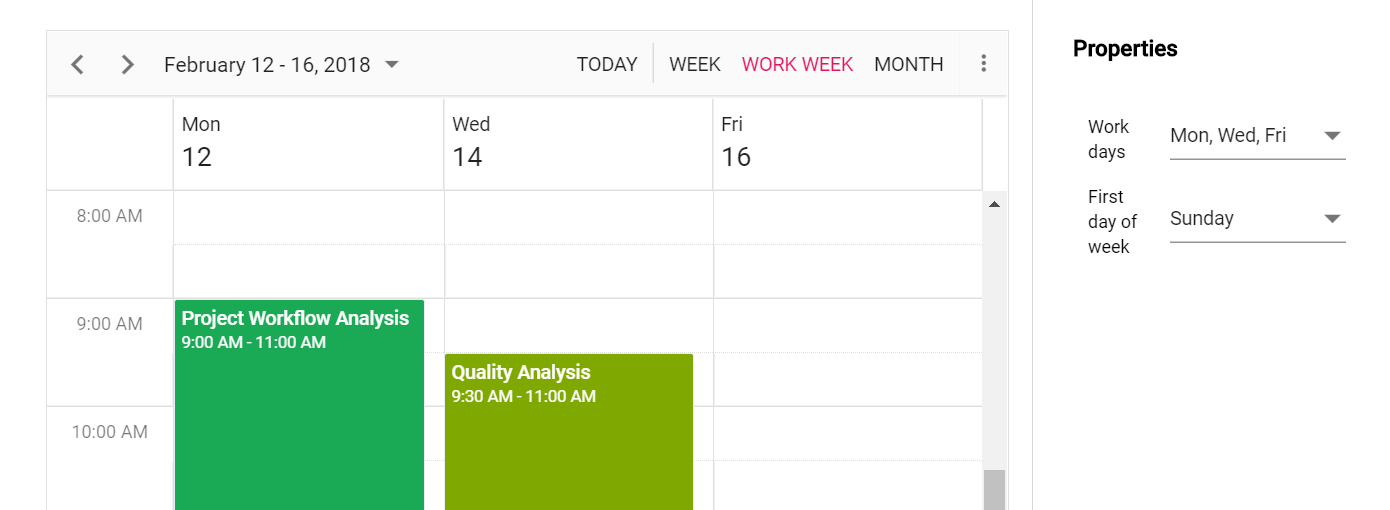 February 12 - 16, 2018 TODAY WEEK WORK WEEK MONTH
Mon Wed Fri
12 14 16
8:00 AM
9:00 AM
Project Workflow Analysis
9:00 AM - 11:00 AM
Quality Analysis
9:30 AM - 11:00 AM
10:00 AM
Properties
Work
days
Mon, Wed, Fri
First
day of
week
Sunday